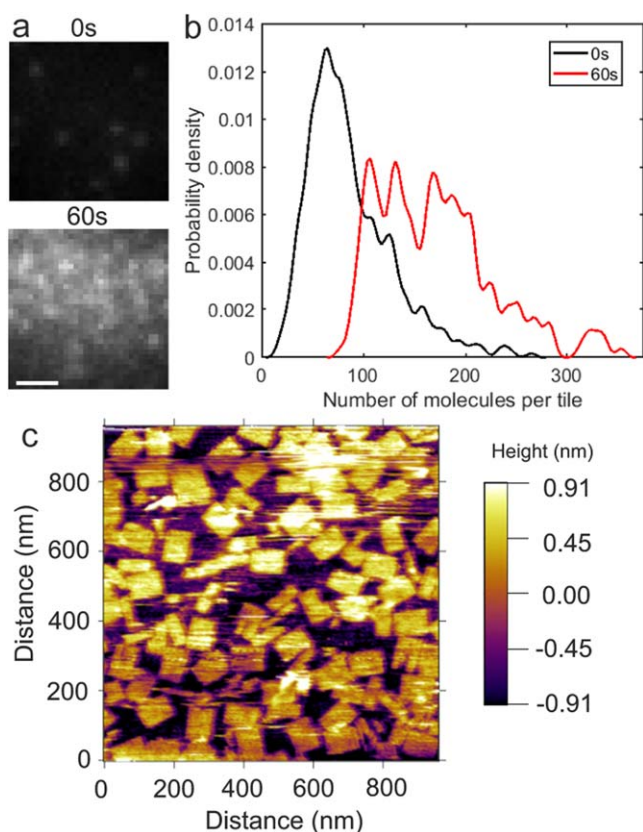 a
0s
60s
b
0.014
0.012
0.01
0.008
0.006
0.004
0.002
0
Probability density
0s
60s
0
100
200
300
Number of molecules per tile
c
800
600
400
200
0
Distance (nm)
0
200
400
600
800
Distance (nm)
Height (nm)
0.91
0.45
0.00
-0.45
-0.91